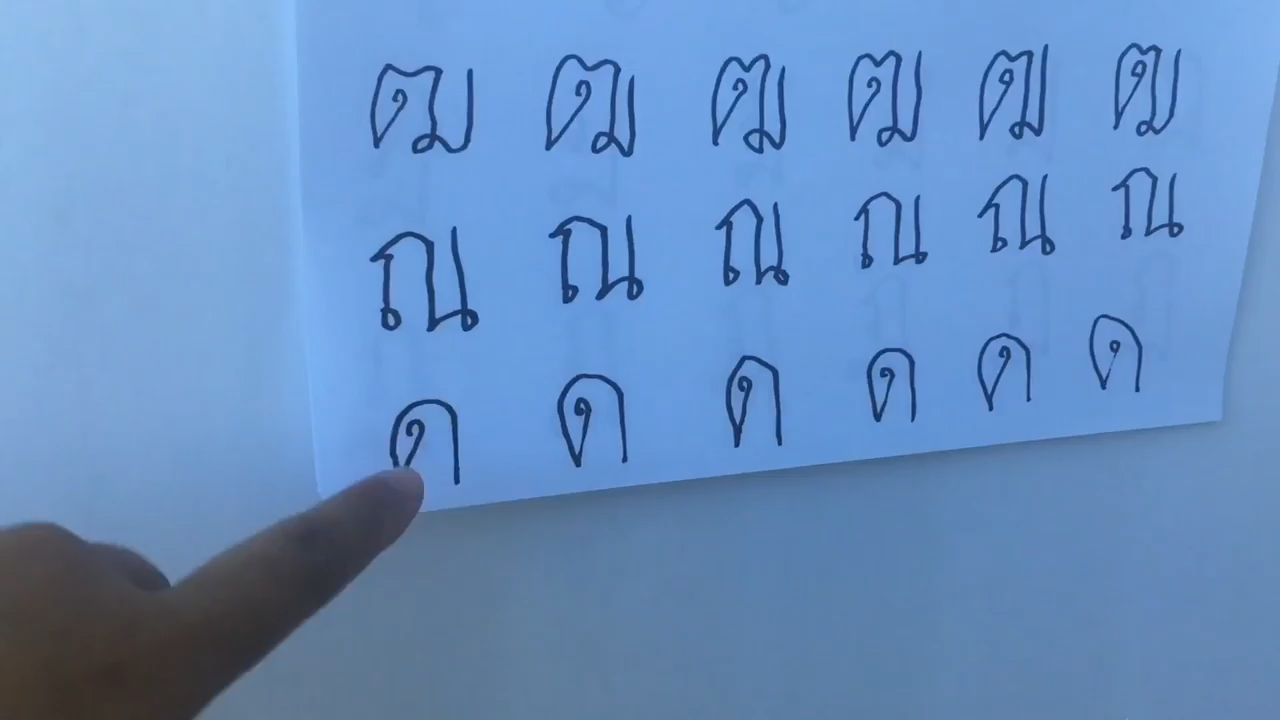 ฒ ฒ ฒ ฒ ฒ ฒ
ณ ณ ณ ณ ณ ณ
ด ด ด ด ด ด